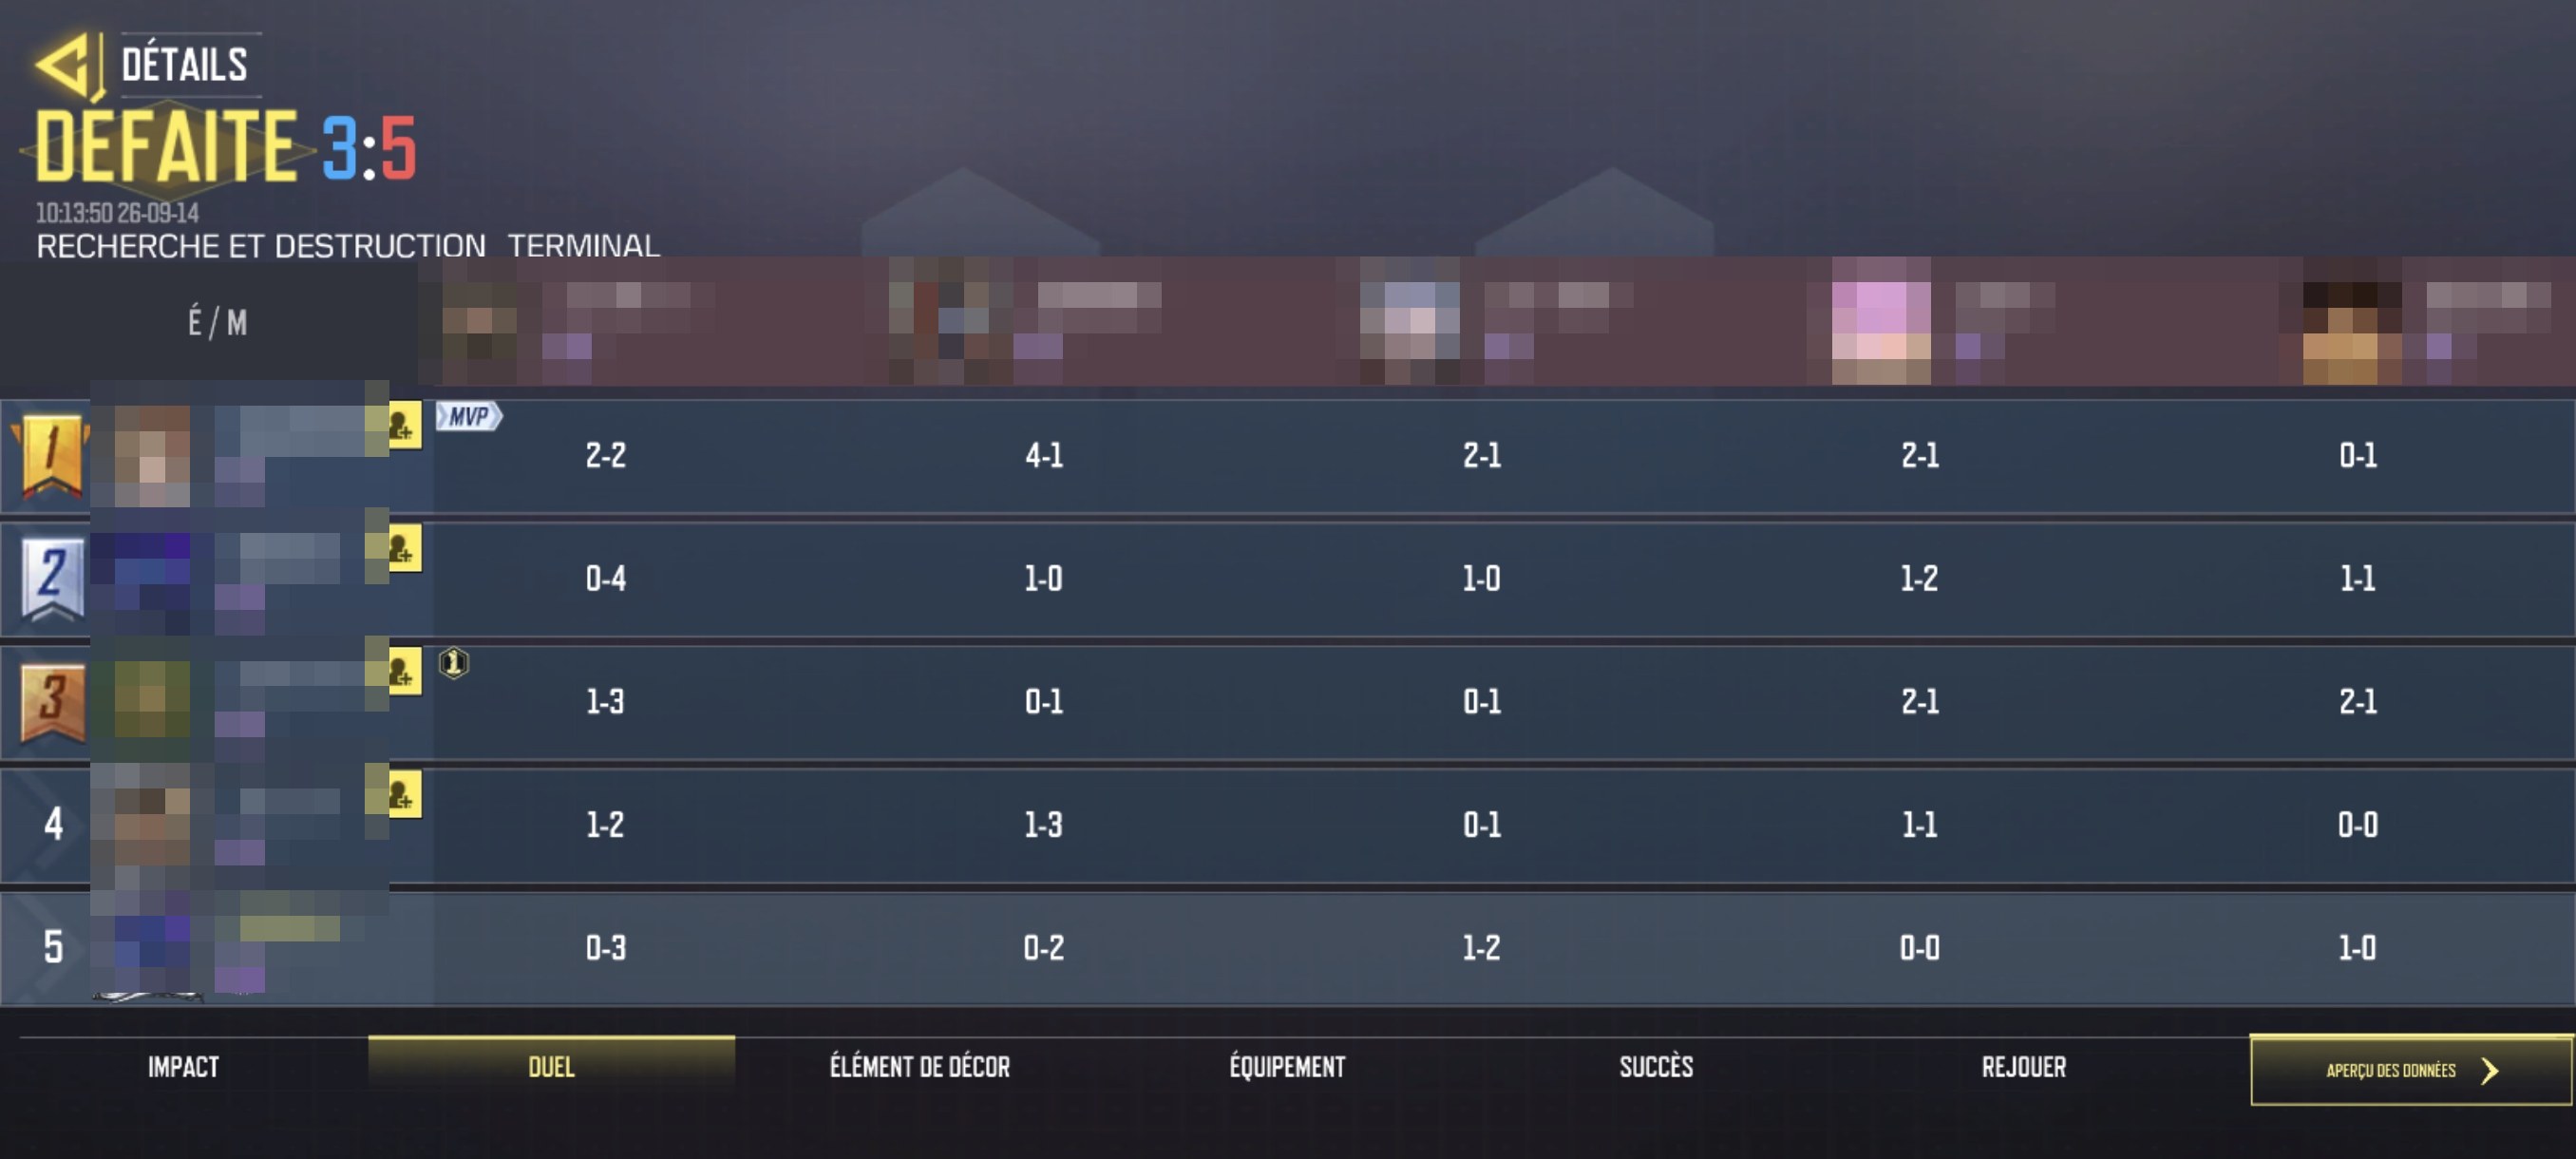 DÉTAILS
DÉFAITE 3:5
10:13:50 26-09-14
RECHERCHE ET DESTRUCTION TERMINAL
É / M
1 MVP 2-2 4-1 2-1 2-1 0-1
2 0-4 1-0 1-0 1-2 1-1
3 1 1-3 0-1 0-1 2-1 2-1
4 1-2 1-3 0-1 1-1 0-0
5 0-3 0-2 1-2 0-0 1-0
IMPACT DUEL ÉLÉMENT DE DÉCOR ÉQUIPEMENT SUCCÈS REJOUER APERÇU DES DONNÉES